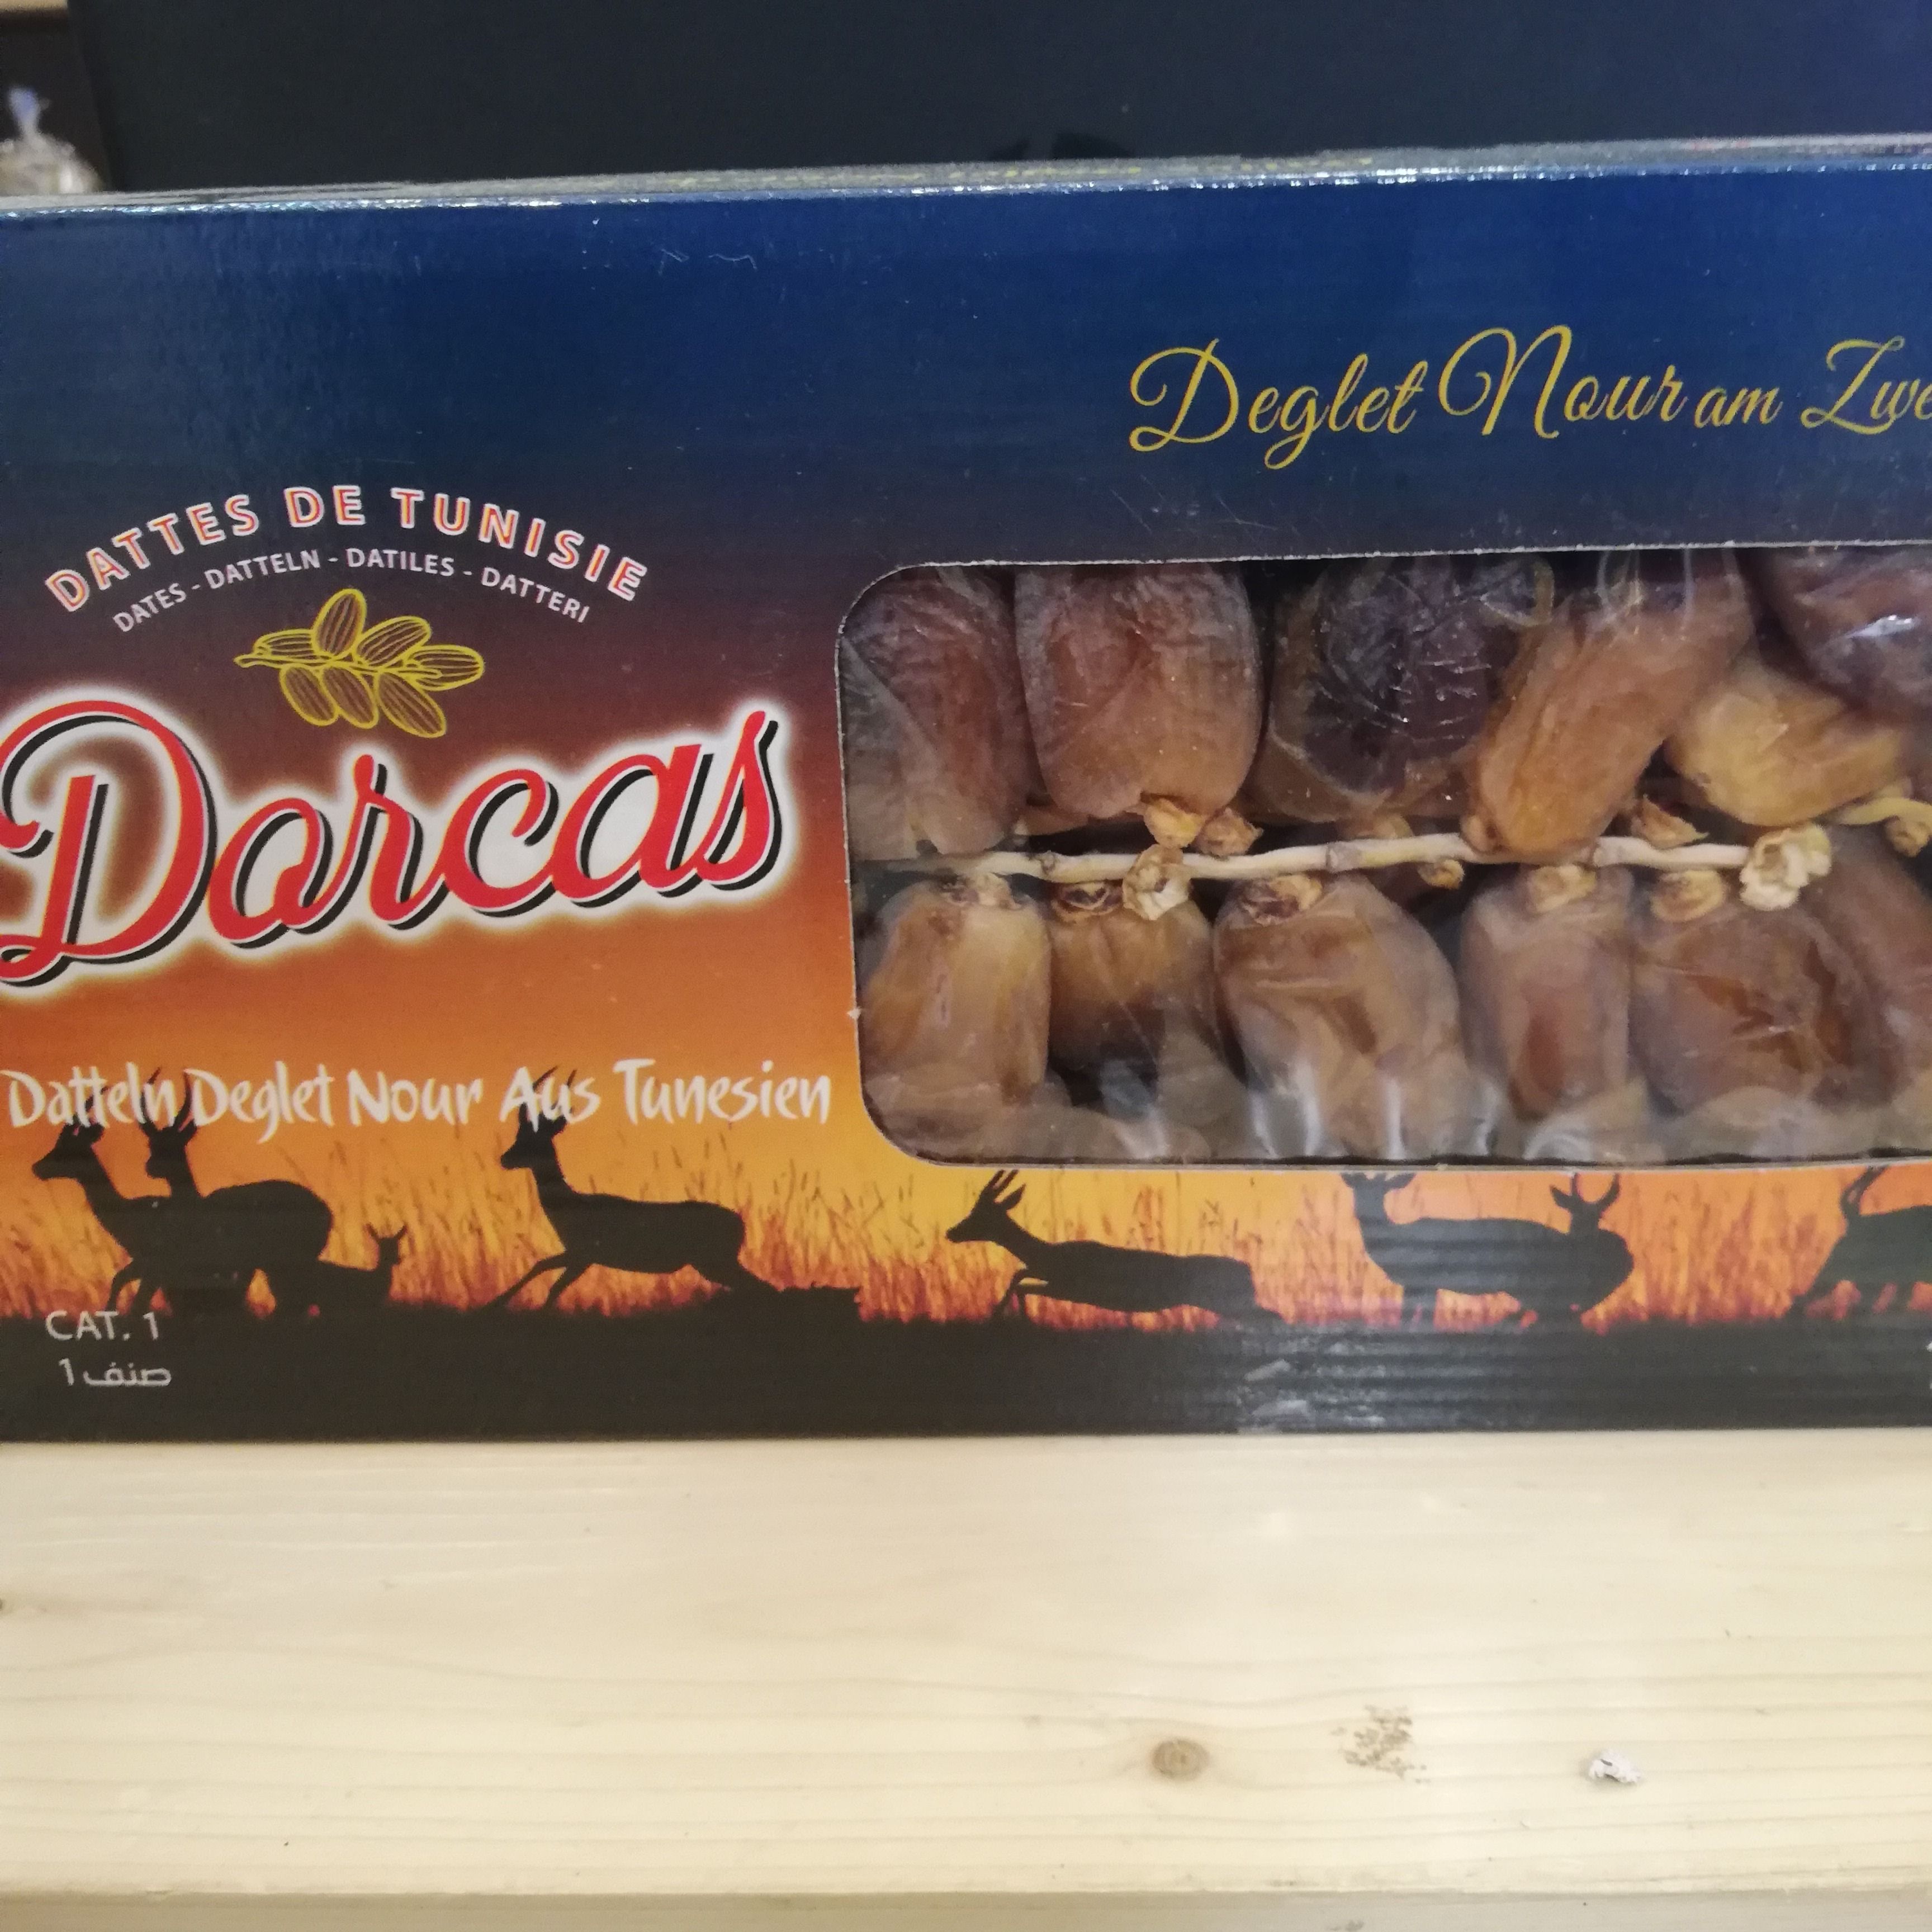 Deglet Nour am Zwe
DATTES DE TUNISIE
DATES - DATTELN - DATILES - DATTERI
Dorcas
Datteln Deglet Nour Aus Tunesien
CAT. 1
صنف 1